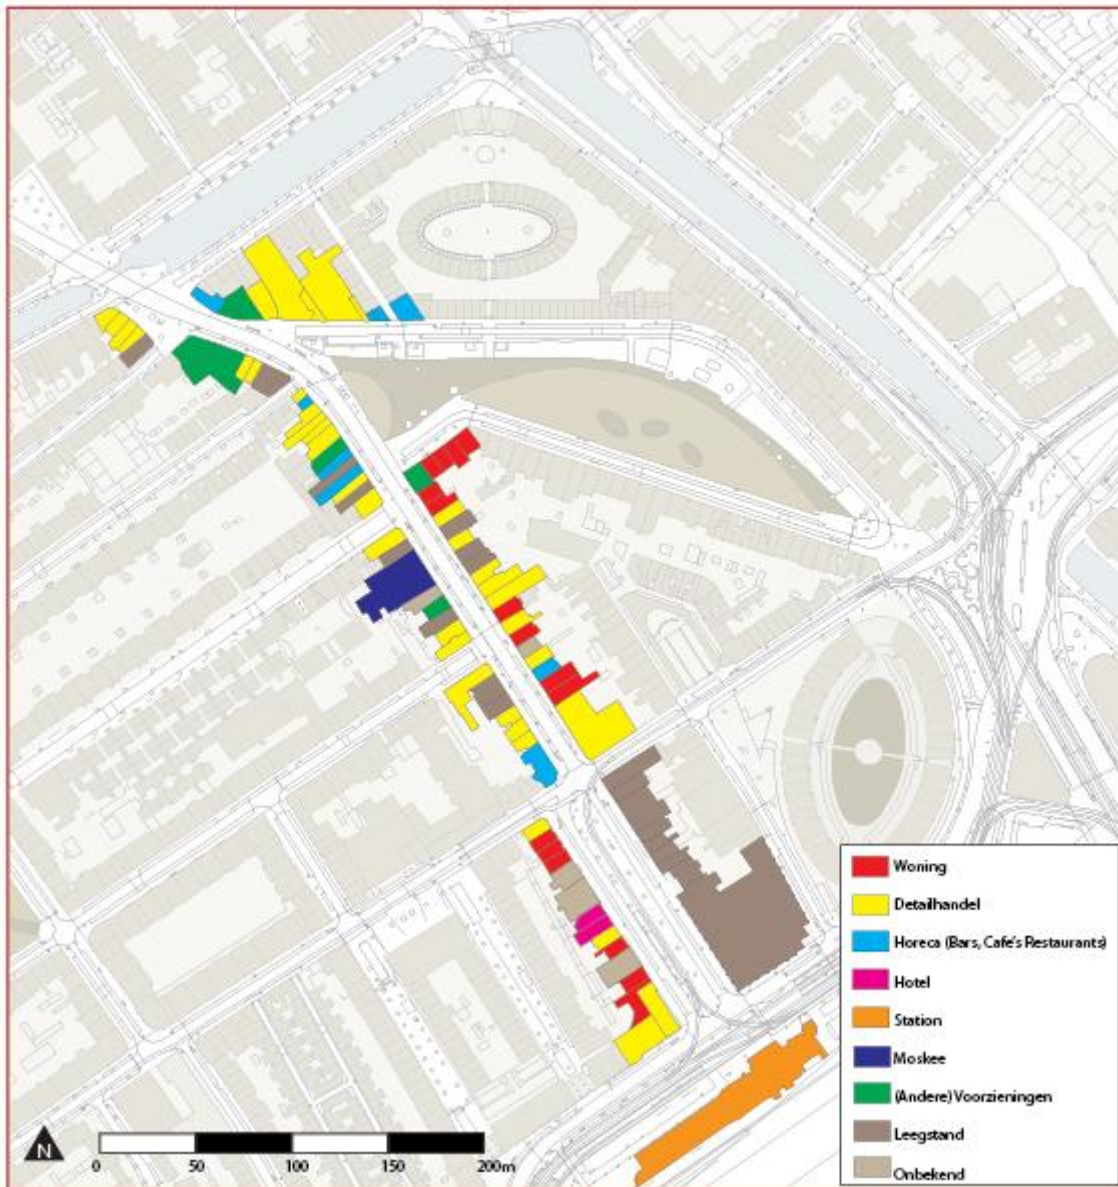 Woning
Detailhandel
Horeca (Bars, Cafe's Restaurants)
Hotel
Station
Moskee
(Andere) Voorzieningen
Leegstand
Onbekend
N
0 50 100 150 200m